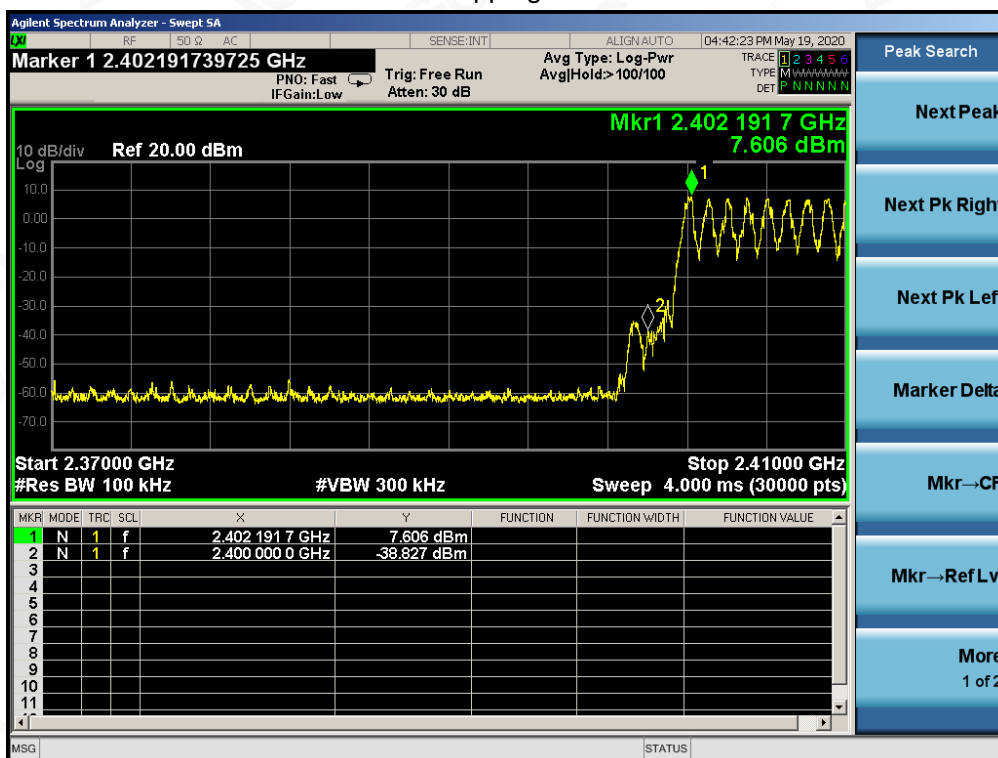 pping
Agilent Spectrum Analyzer - Swept SA
LXI RF 50 Ω AC SENSE:INT ALIGN AUTO 04:42:23 PM May 19, 2020
Marker 1 2.402191739725 GHz
PNO: Fast
IFGain:Low
Trig: Free Run
Atten: 30 dB
Avg Type: Log-Pwr
Avg|Hold:>100/100
TRACE 1 2 3 4 5 6
TYPE M
DET P N N N N N
Mkr1 2.402 191 7 GHz
7.606 dBm
10 dB/div Ref 20.00 dBm
Log
1
10.0
0.00
-10.0
-20.0
2
-30.0
-40.0
-50.0
-60.0
-70.0
Start 2.37000 GHz Stop 2.41000 GHz
#Res BW 100 kHz #VBW 300 kHz Sweep 4.000 ms (30000 pts)
MKR MODE TRC SCL X Y FUNCTION FUNCTION WIDTH FUNCTION VALUE
1 N 1 f 2.402 191 7 GHz 7.606 dBm
2 N 1 f 2.400 000 0 GHz -38.827 dBm
3
4
5
6
7
8
9
10
11
MSG STATUS
Peak Search
Next Peak
Next Pk Right
Next Pk Lef
Marker Delta
Mkr→CF
Mkr→Ref Lv
More
1 of 2